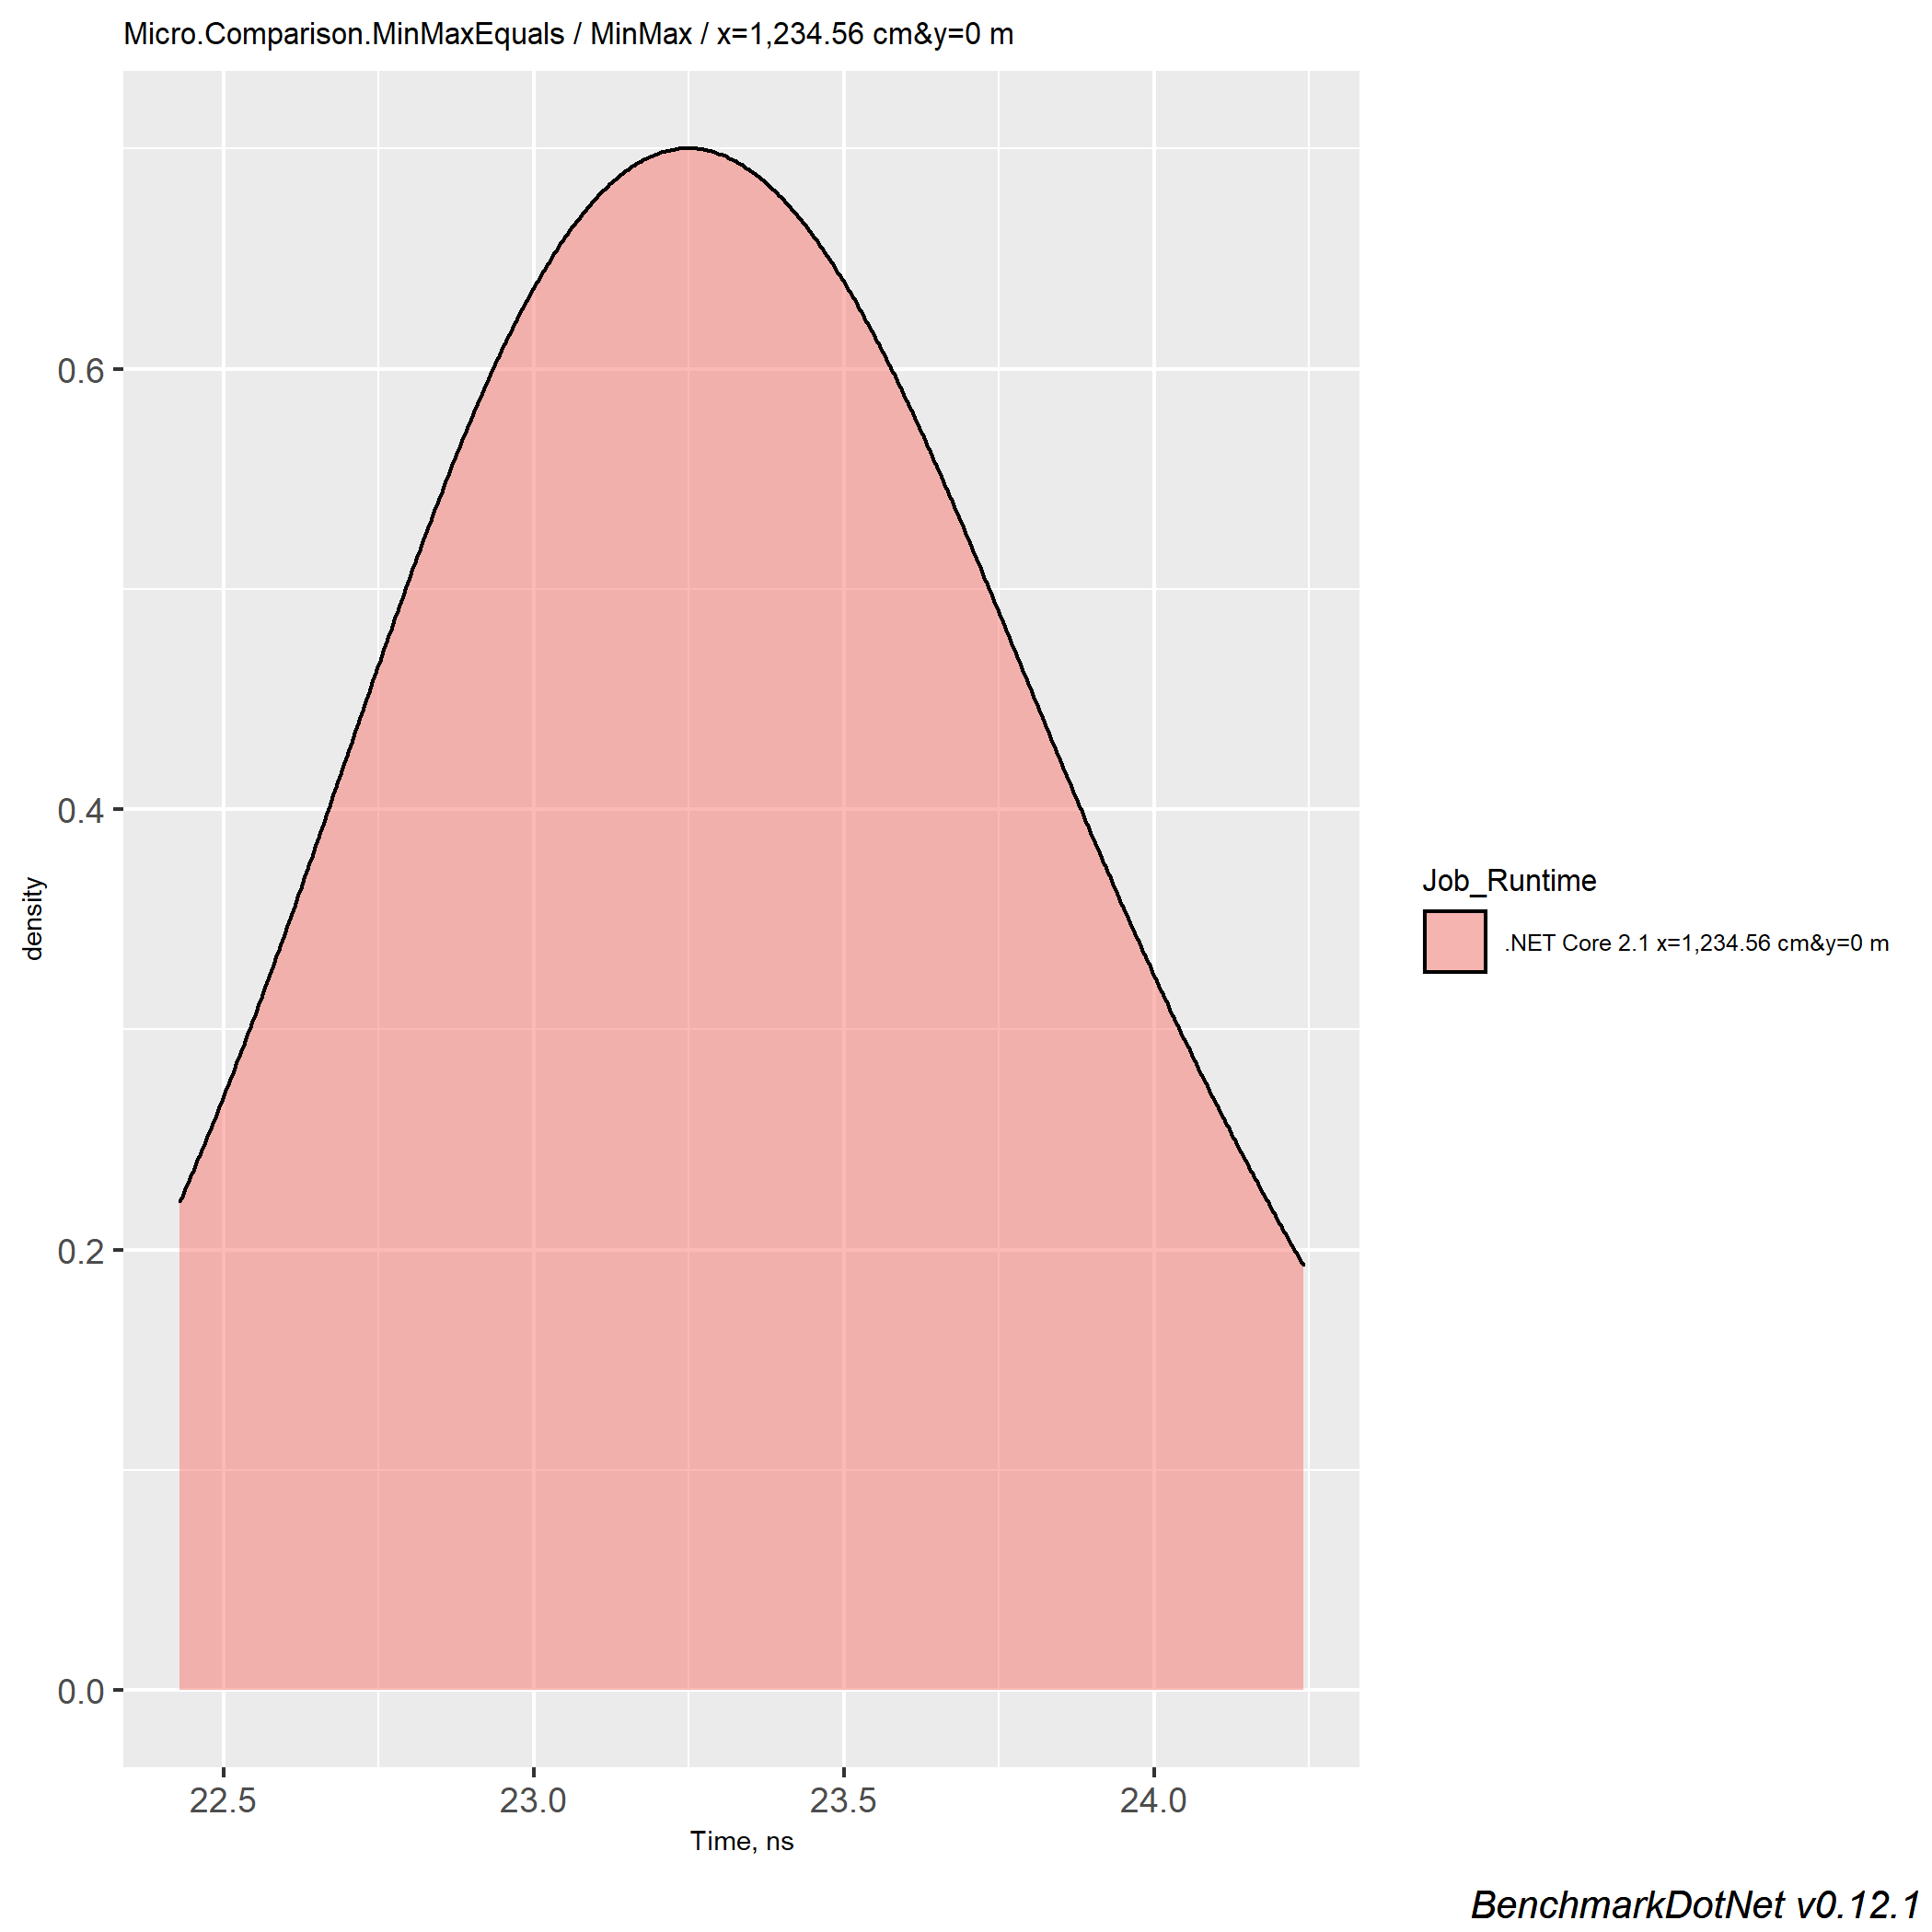 Micro.Comparison.MinMaxEquals / MinMax / x=1,234.56 cm&y=0 m
0.6
0.4
0.2
0.0
density
22.5 23.0 23.5 24.0
Time, ns
Job_Runtime
.NET Core 2.1 x=1,234.56 cm&y=0 m
BenchmarkDotNet v0.12.1